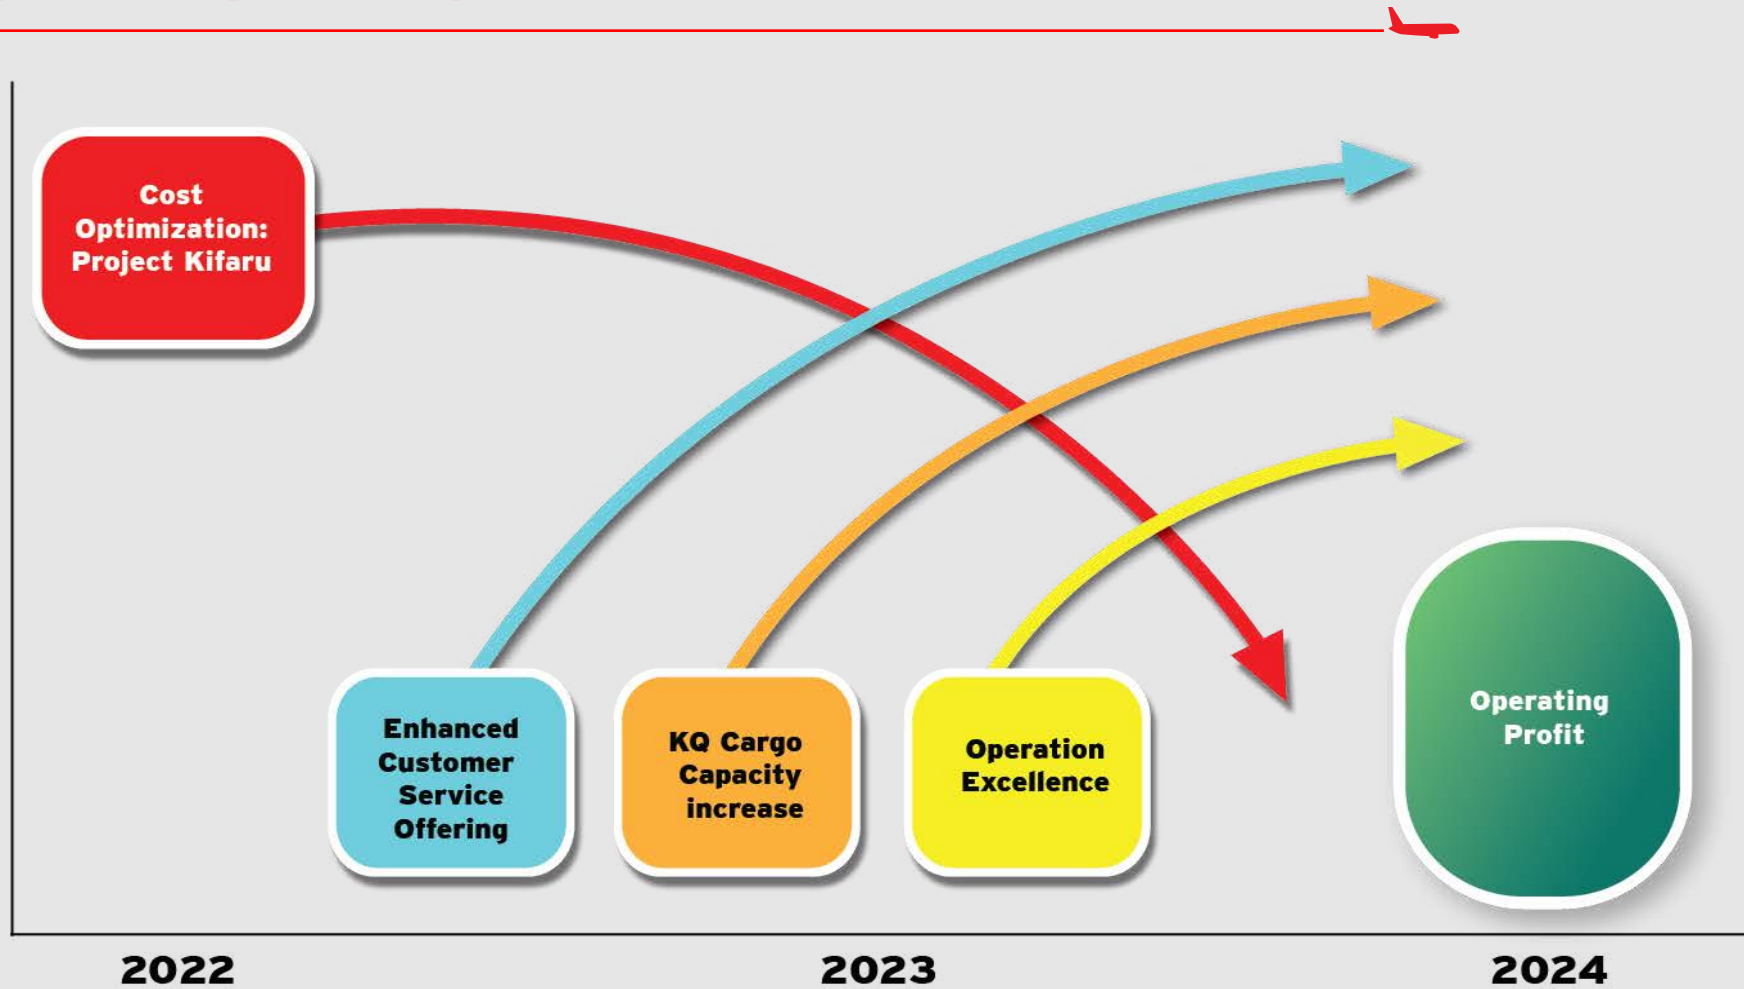 Cost
Optimization:
Project Kifaru
Enhanced
Customer
Service
Offering
KQ Cargo
Capacity
increase
Operation
Excellence
Operating
Profit
2022
2023
2024